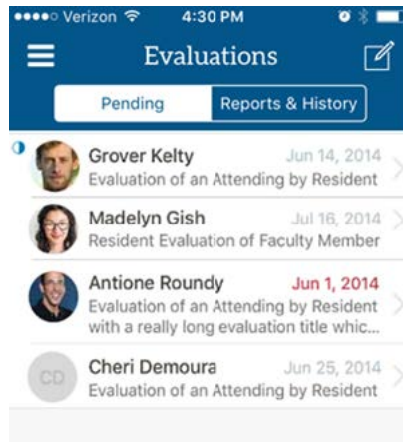 Verizon 4:30 PM
Evaluations
Pending Reports & History
Grover Kelty Jun 14, 2014
Evaluation of an Attending by Resident
Madelyn Gish Jul 16, 2014
Resident Evaluation of Faculty Member
Antione Roundy Jun 1, 2014
Evaluation of an Attending by Resident
with a really long evaluation title whic...
CD Cheri Demoura Jun 25, 2014
Evaluation of an Attending by Resident